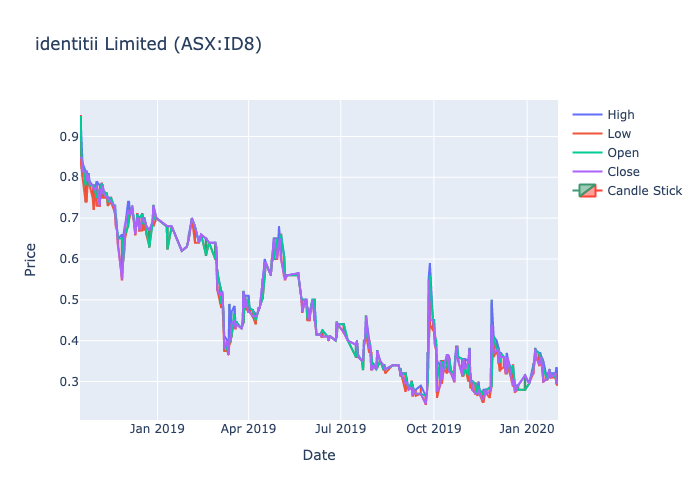 identitii Limited (ASX:ID8)
High
Low
Open
Close
Candle Stick
0.9
0.8
0.7
0.6
0.5
0.4
0.3
Price
Jan 2019
Apr 2019
Jul 2019
Oct 2019
Jan 2020
Date